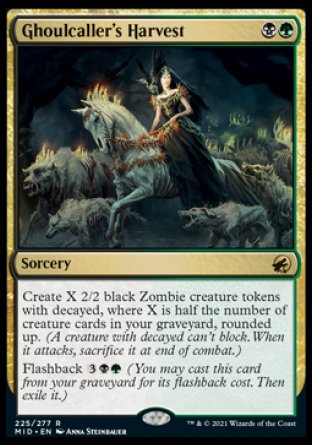 Ghoulcaller's Harvest
Sorcery
Create X 2/2 black Zombie creature tokens
with decayed, where X is half the number of
creature cards in your graveyard, rounded
up. (A creature with decayed can't block. When
it attacks, sacrifice it at end of combat.)
Flashback 3 (You may cast this card
from your graveyard for its flashback cost. Then
exile it.)
225/277 R
MID • EN Anna Steinbauer
™ & © 2021 Wizards of the Coast